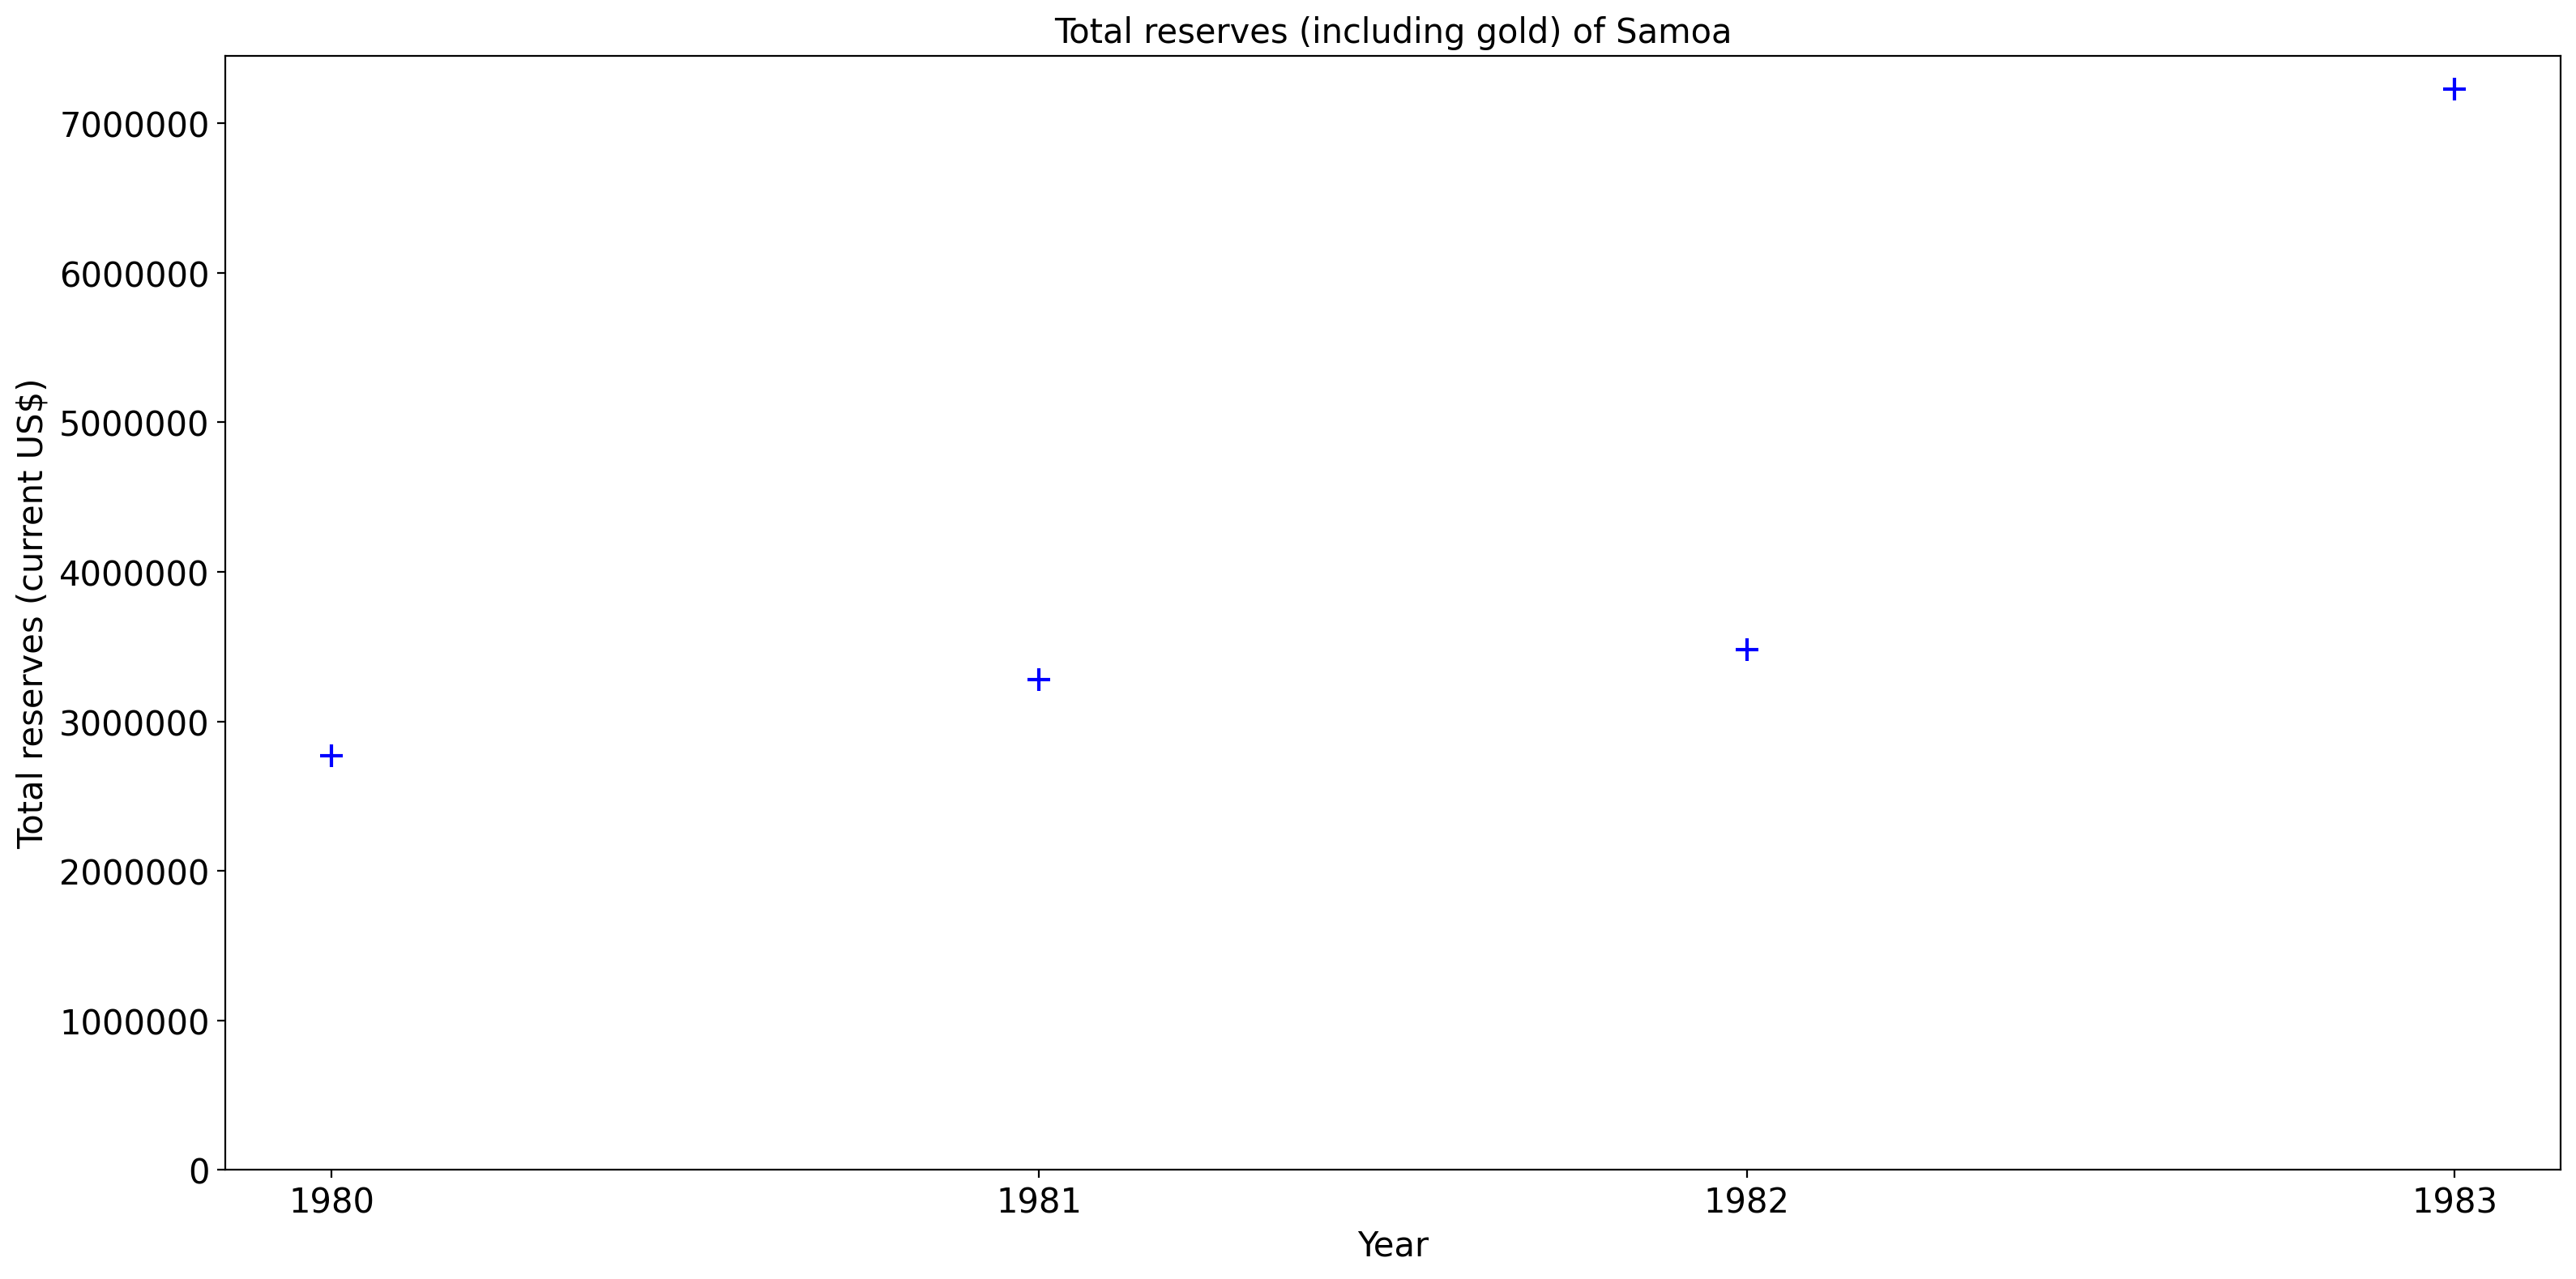 Total reserves (including gold) of Samoa
Total reserves (current US$)
7000000
6000000
5000000
4000000
3000000
2000000
1000000
0
1980 1981 1982 1983
Year